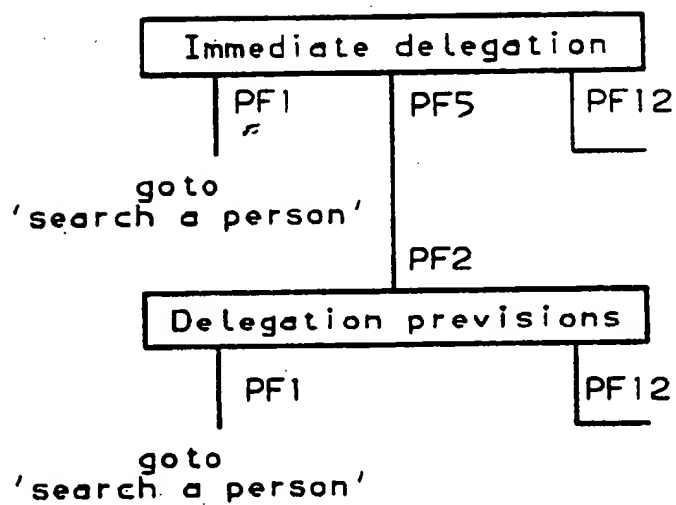 Immediate delegation
PF1 PF5 PF12
goto
'search a person'
PF2
Delegation previsions
PF1 PF12
goto
'search a person'